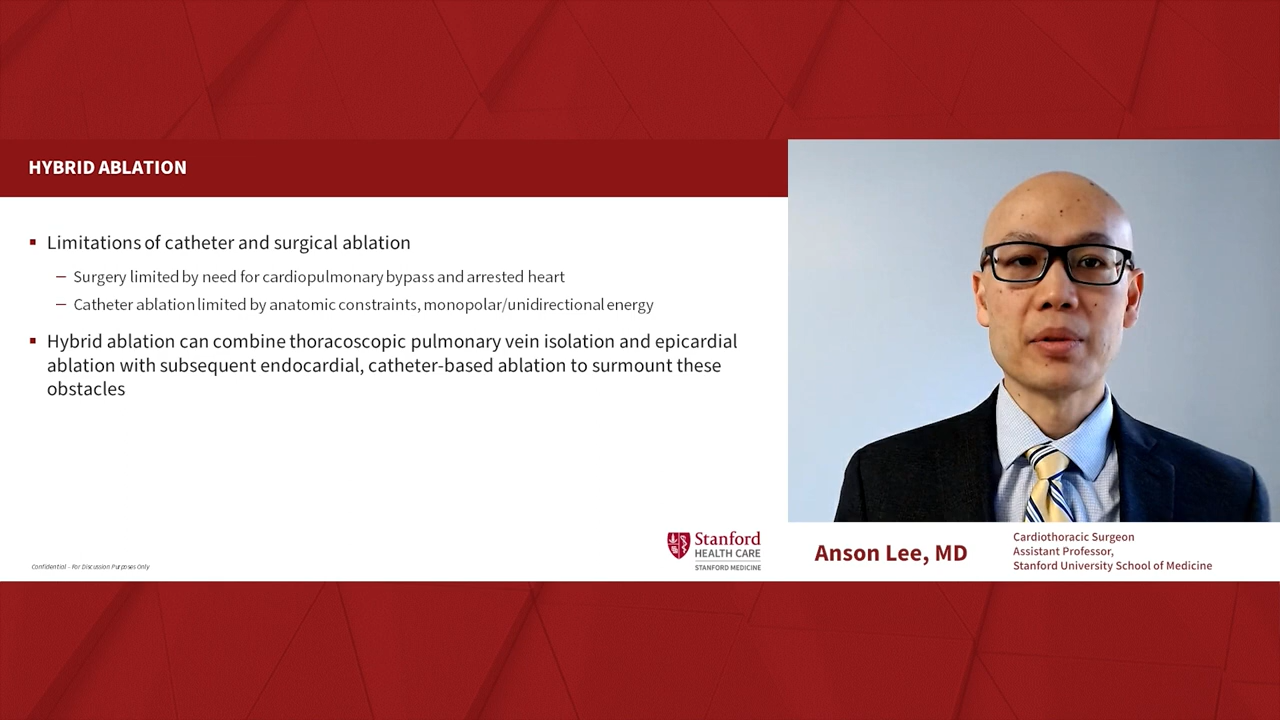 HYBRID ABLATION
Limitations of catheter and surgical ablation
– Surgery limited by need for cardiopulmonary bypass and arrested heart
– Catheter ablation limited by anatomic constraints, monopolar/unidirectional energy
Hybrid ablation can combine thoracoscopic pulmonary vein isolation and epicardial
ablation with subsequent endocardial, catheter-based ablation to surmount these
obstacles
Confidential - For Discussion Purposes Only
Stanford
HEALTH CARE
STANFORD MEDICINE
Anson Lee, MD
Cardiothoracic Surgeon
Assistant Professor,
Stanford University School of Medicine